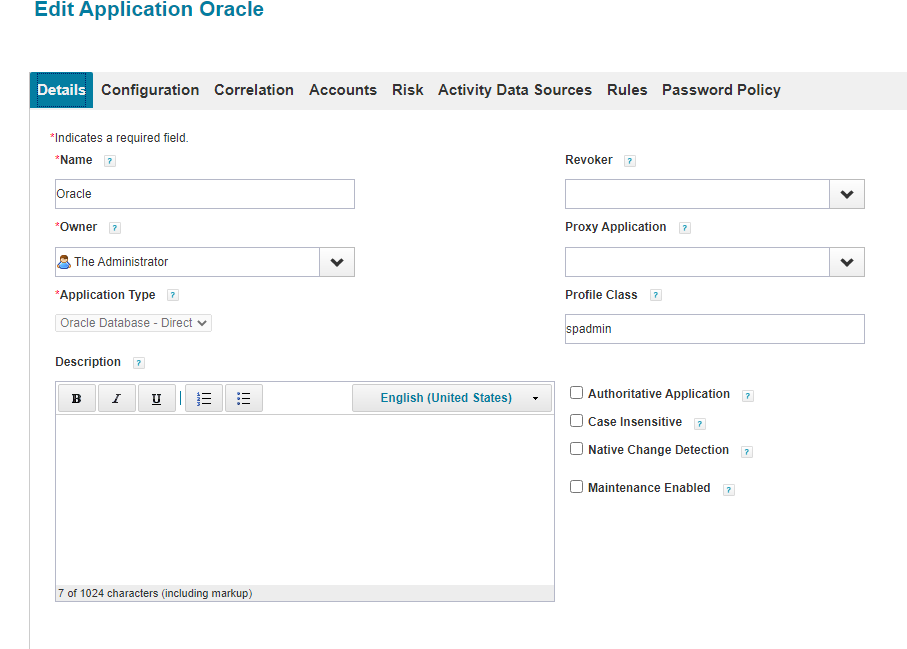 Edit Application Oracle
Details Configuration Correlation Accounts Risk Activity Data Sources Rules Password Policy
*Indicates a required field.
*Name ?
Revoker ?
Oracle
*Owner ?
Proxy Application ?
The Administrator
*Application Type ?
Profile Class ?
Oracle Database - Direct
spadmin
Description ?
B I U
English (United States)
Authoritative Application ?
Case Insensitive ?
Native Change Detection ?
Maintenance Enabled ?
7 of 1024 characters (including markup)